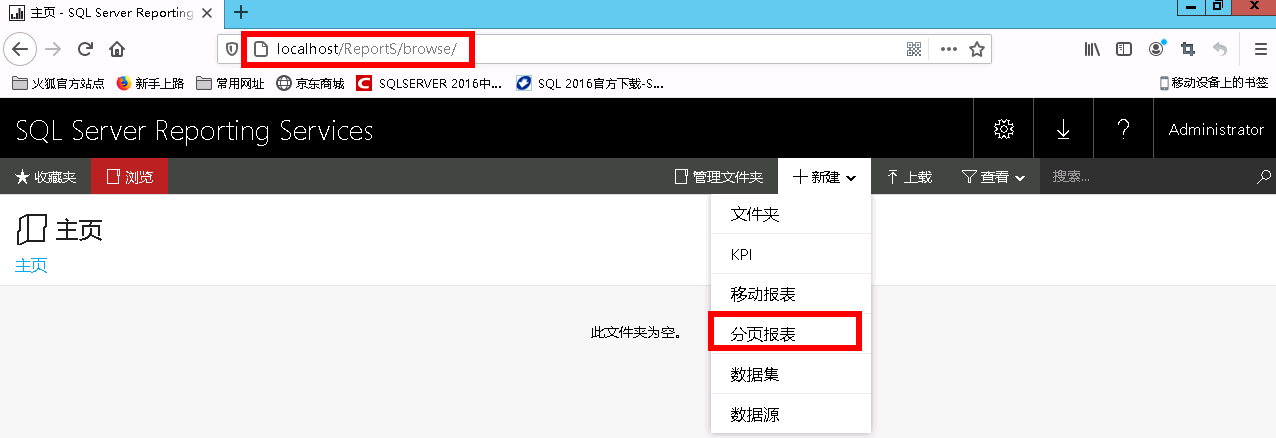 主页 - SQL Server Reporting
localhost/ReportS/browse/
火狐官方站点 新手上路 常用网址 京东商城 SQLSERVER 2016中... SQL 2016官方下载-S... 移动设备上的书签
SQL Server Reporting Services Administrator
收藏夹 浏览 管理文件夹 新建 上载 查看 搜索...
主页
主页
文件夹
KPI
移动报表
此文件夹为空。
分页报表
数据集
数据源